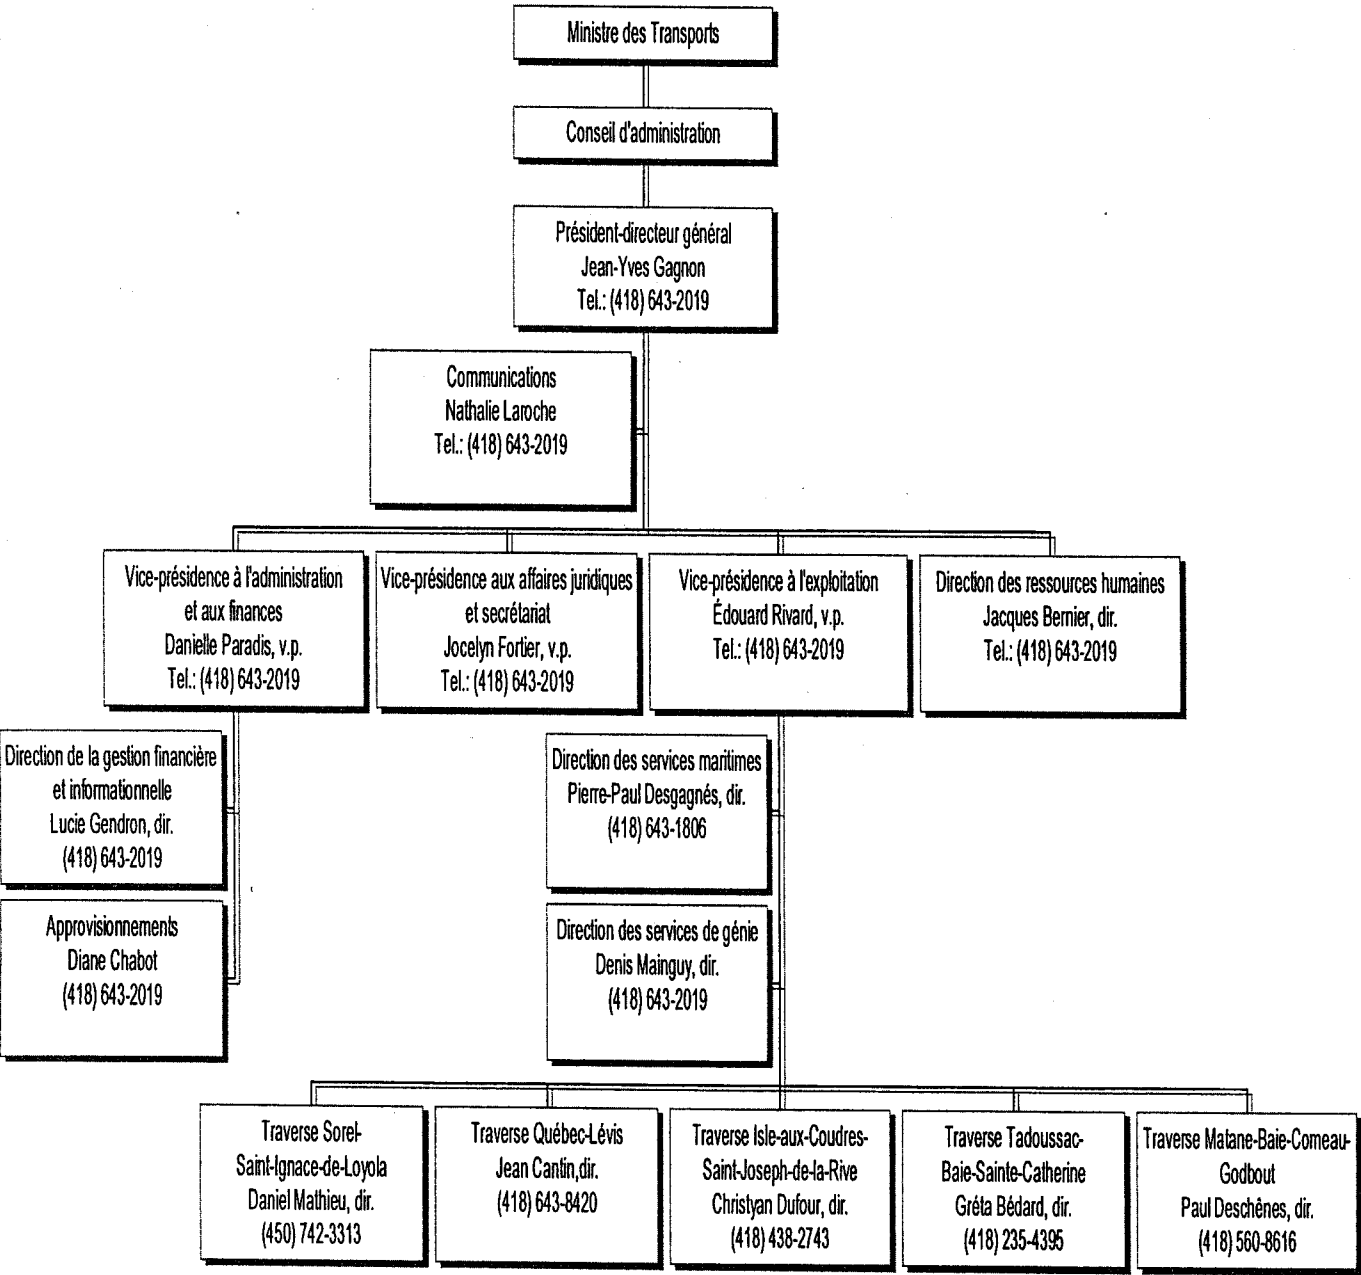 Ministre des Transports
Conseil d'administration
Président-directeur général
Jean-Yves Gagnon
Tel.: (418) 643-2019
Communications
Nathalie Laroche
Tel.: (418) 643-2019
Vice-présidence à l'administration
et aux finances
Danielle Paradis, v.p.
Tel.: (418) 643-2019
Vice-présidence aux affaires juridiques
et secrétariat
Jocelyn Fortier, v.p.
Tel.: (418) 643-2019
Vice-présidence à l'exploitation
Édouard Rivard, v.p.
Tel.: (418) 643-2019
Direction des ressources humaines
Jacques Bernier, dir.
Tel.: (418) 643-2019
Direction de la gestion financière
et informationnelle
Lucie Gendron, dir.
(418) 643-2019
Approvisionnements
Diane Chabot
(418) 643-2019
Direction des services maritimes
Pierre-Paul Desgagnés, dir.
(418) 643-1806
Direction des services de génie
Denis Mainguy, dir.
(418) 643-2019
Traverse Sorel-
Saint-Ignace-de-Loyola
Daniel Mathieu, dir.
(450) 742-3313
Traverse Québec-Lévis
Jean Cantin,dir.
(418) 643-8420
Traverse Isle-aux-Coudres-
Saint-Joseph-de-la-Rive
Christyan Dufour, dir.
(418) 438-2743
Traverse Tadoussac-
Baie-Sainte-Catherine
Gréta Bédard, dir.
(418) 235-4395
Traverse Matane-Baie-Comeau-
Godbout
Paul Deschênes, dir.
(418) 560-8616